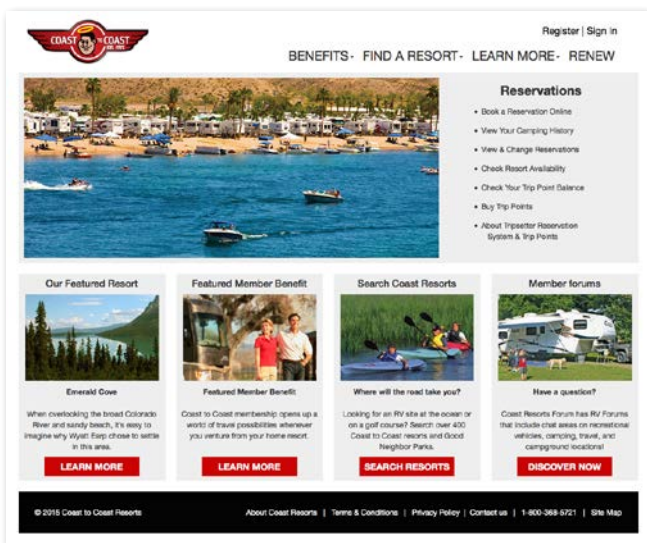 COAST TO COAST
Register | Sign In
BENEFITS- FIND A RESORT- LEARN MORE- RENEW
Reservations
• Book a Reservation Online
• View Your Camping History
• View & Change Reservations
• Check Resort Availability
• Check Your Trip Point Balance
• Buy Trip Points
• About Tripsetter Reservation
System & Trip Points
Our Featured Resort
Emerald Cove
When overlooking the broad Colorado
River and sandy beach, it's easy to
imagine why Wyatt Earp chose to settle
in this area.
LEARN MORE
Featured Member Benefit
Featured Member Benefit
Coast to Coast membership opens up a
world of travel possibilities whenever
you venture from your home resort.
LEARN MORE
Search Coast Resorts
Where will the road take you?
Looking for an RV site at the ocean or
on a golf course? Search over 400
Coast to Coast resorts and Good
Neighbor Parks.
SEARCH RESORTS
Member forums
Have a question?
Coast Resorts Forum has RV Forums
that include chat areas on recreational
vehicles, camping, travel, and
campground locations!
DISCOVER NOW
© 2015 Coast to Coast Resorts
About Coast Resorts | Terms & Conditions | Privacy Policy | Contact us | 1-800-368-5721 | Site Map